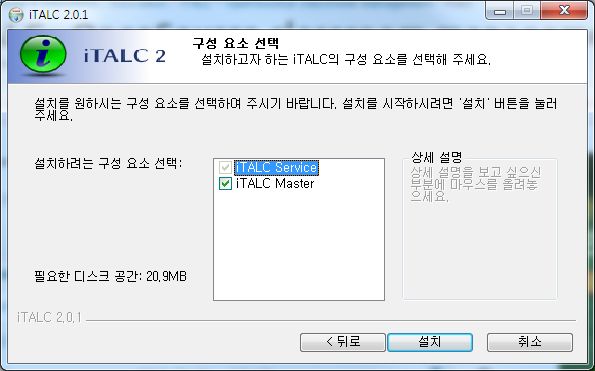 iTALC 2.0.1
iTALC 2
구성 요소 선택
설치하고자 하는 iTALC의 구성 요소를 선택해 주세요.
설치를 원하시는 구성 요소를 선택하여 주시기 바랍니다. 설치를 시작하시려면 '설치' 버튼을 눌러
주세요.
설치하려는 구성 요소 선택:
iTALC Service
iTALC Master
상세 설명
상세 설명을 보고 싶으신
부분에 마우스를 올려놓
으세요.
필요한 디스크 공간: 20.9MB
iTALC 2.0.1
< 뒤로
설치
취소